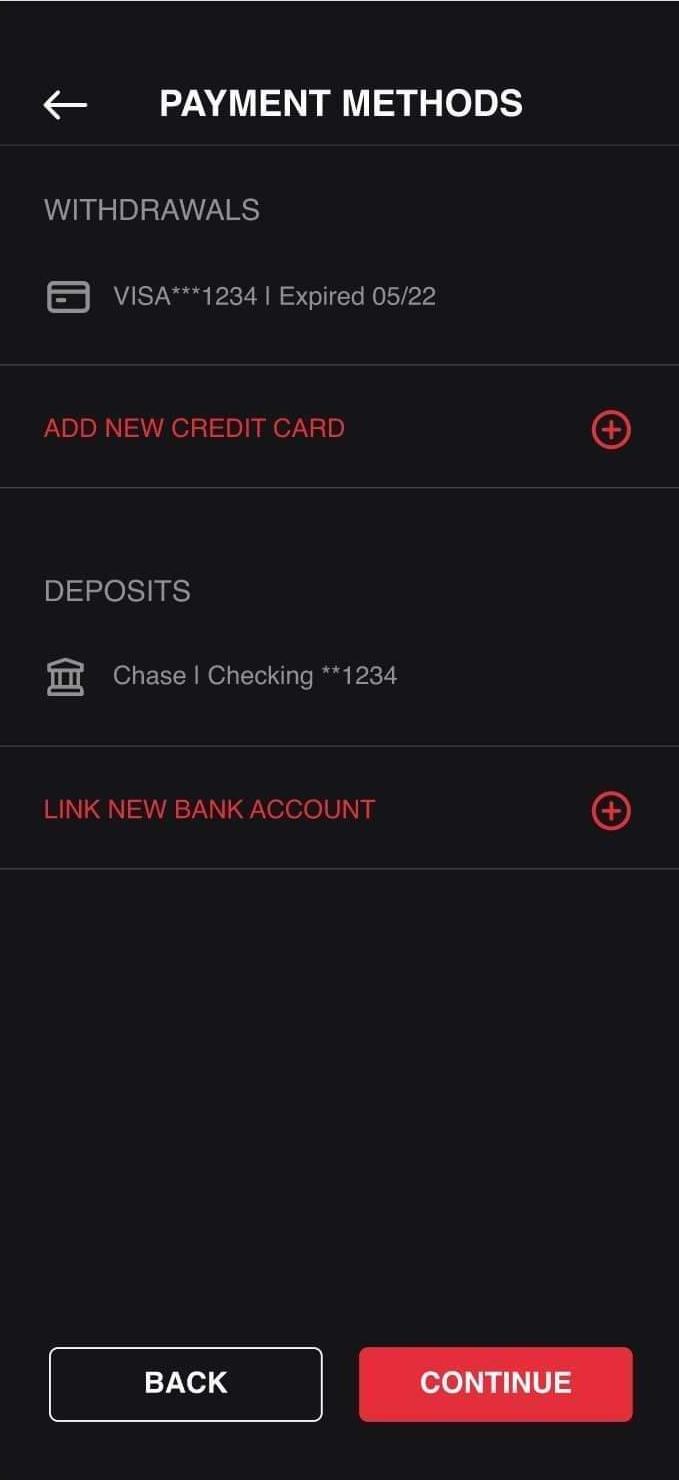 PAYMENT METHODS
WITHDRAWALS
VISA***1234 | Expired 05/22
ADD NEW CREDIT CARD
DEPOSITS
Chase | Checking **1234
LINK NEW BANK ACCOUNT
BACK
CONTINUE